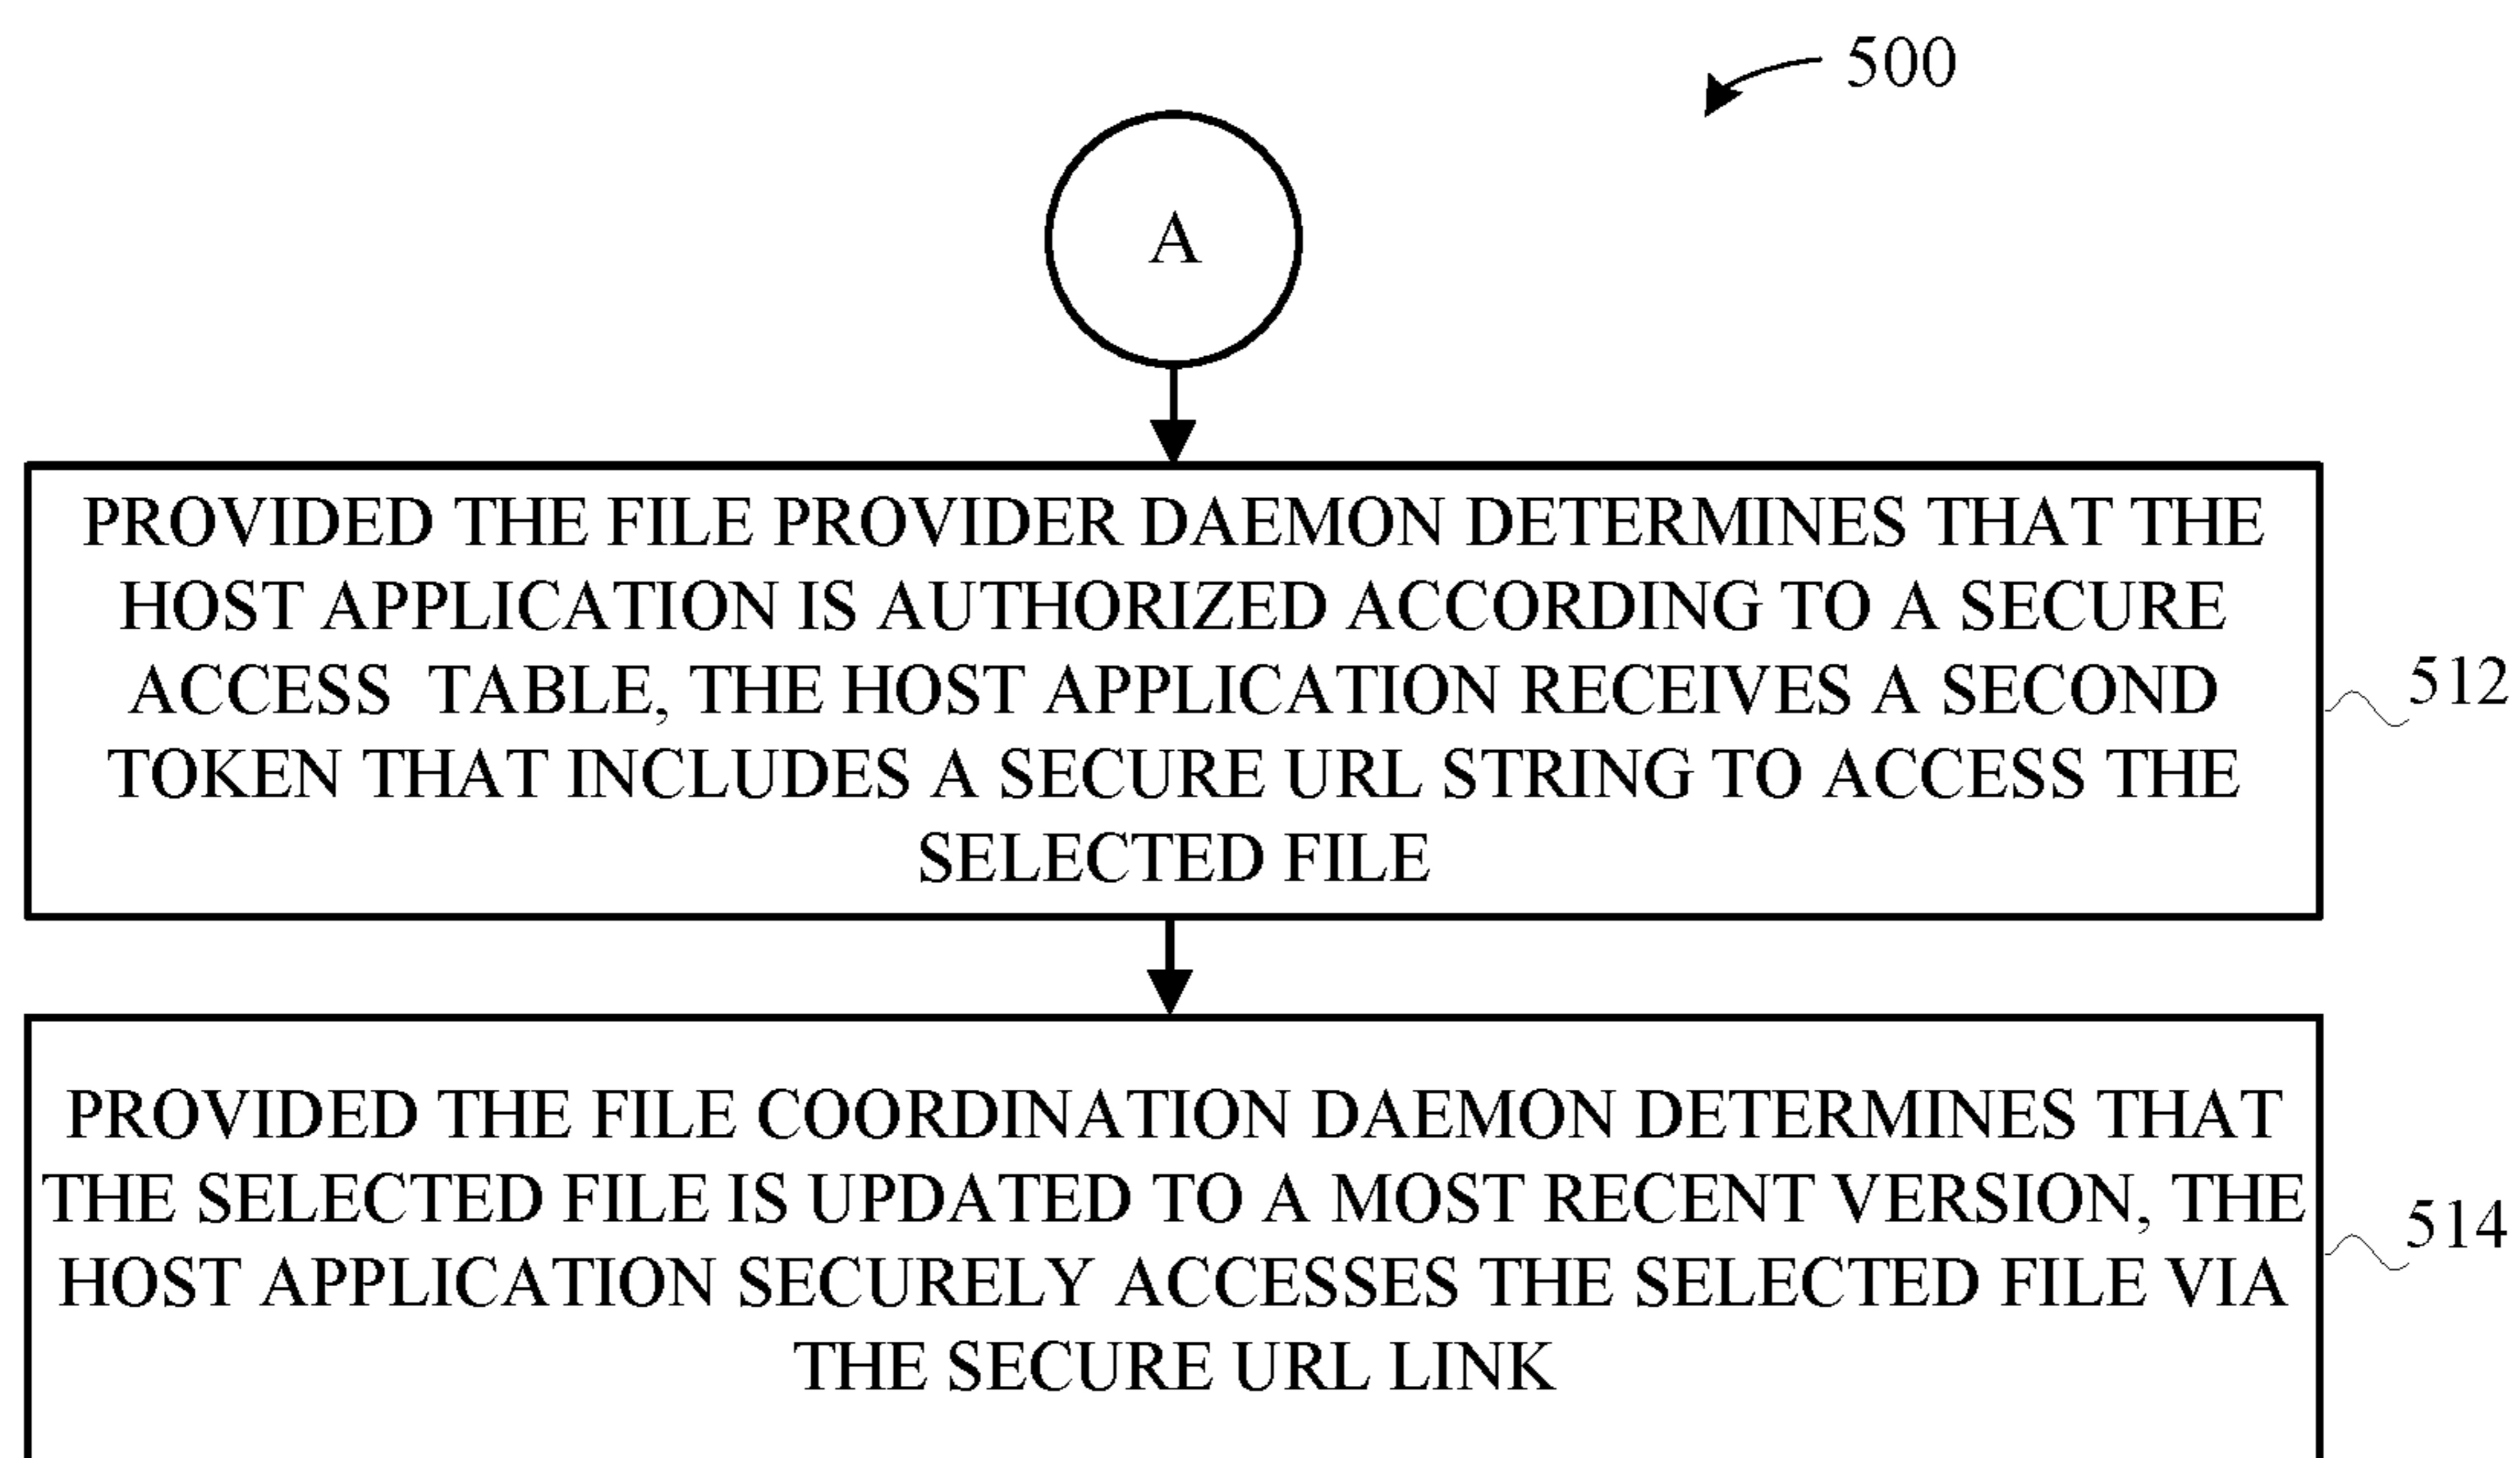 500
A
PROVIDED THE FILE PROVIDER DAEMON DETERMINES THAT THE
HOST APPLICATION IS AUTHORIZED ACCORDING TO A SECURE
ACCESS TABLE, THE HOST APPLICATION RECEIVES A SECOND
TOKEN THAT INCLUDES A SECURE URL STRING TO ACCESS THE
SELECTED FILE
512
PROVIDED THE FILE COORDINATION DAEMON DETERMINES THAT
THE SELECTED FILE IS UPDATED TO A MOST RECENT VERSION, THE
HOST APPLICATION SECURELY ACCESSES THE SELECTED FILE VIA
THE SECURE URL LINK
514